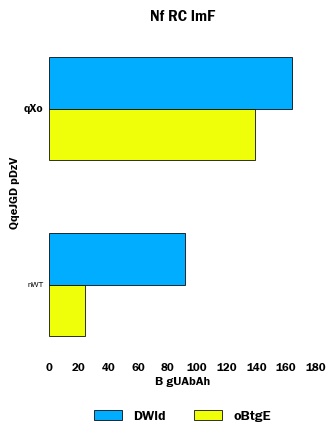 Nf RC ImF
qXo
nWT
QqeJGD pDzV
0 20 40 60 80 100 120 140 160 180
B gUAbAh
DWld oBtgE